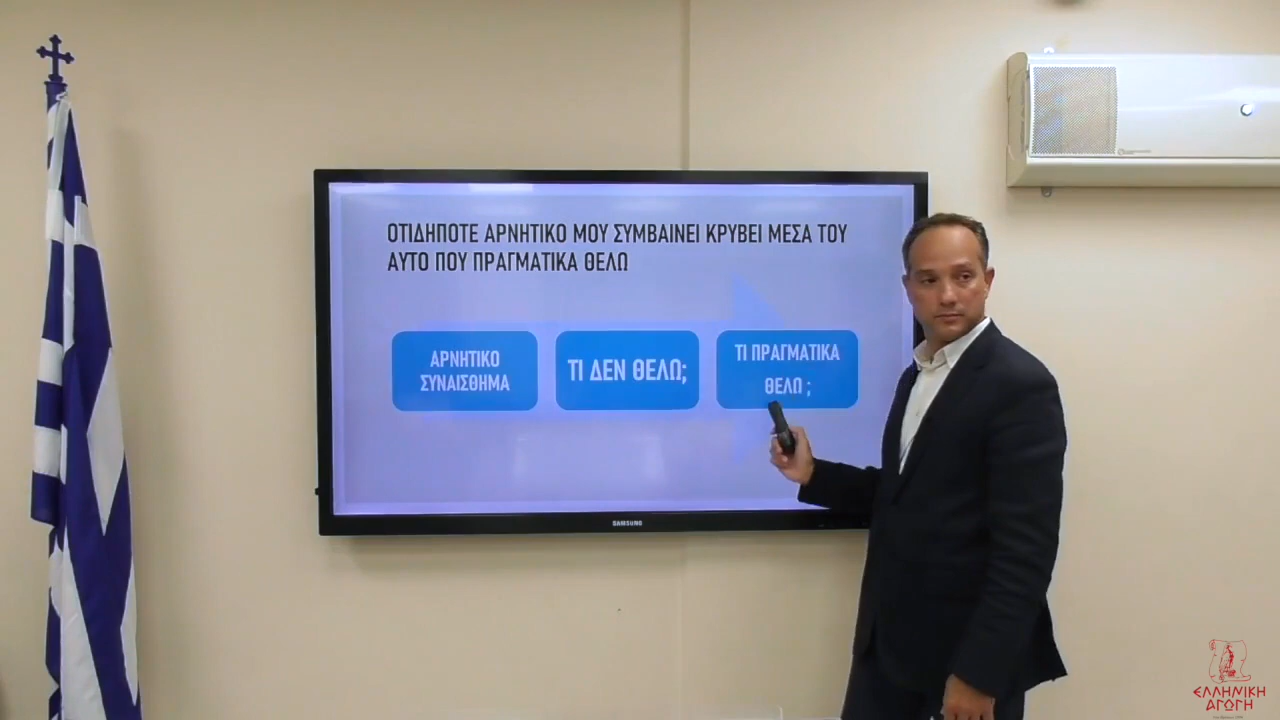 ΟΤΙΔΗΠΟΤΕ ΑΡΝΗΤΙΚΟ ΜΟΥ ΣΥΜΒΑΙΝΕΙ ΚΡΥΒΕΙ ΜΕΣΑ ΤΟΥ
ΑΥΤΟ ΠΟΥ ΠΡΑΓΜΑΤΙΚΑ ΘΕΛΩ
ΑΡΝΗΤΙΚΟ
ΣΥΝΑΙΣΘΗΜΑ
ΤΙ ΔΕΝ ΘΕΛΩ;
ΤΙ ΠΡΑΓΜΑΤΙΚΑ
ΘΕΛΩ ;
SAMSUNG
ΕΛΛΗΝΙΚΗ
ΑΓΩΓΗ